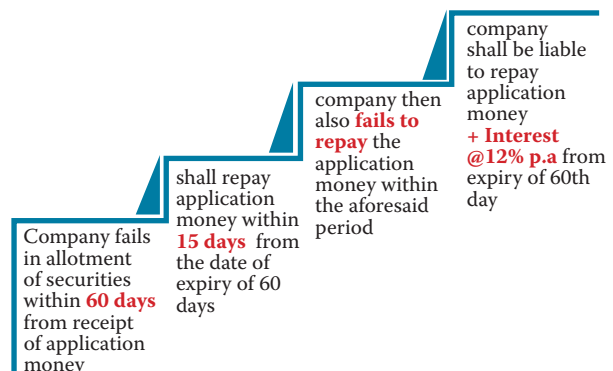 Company fails
in allotment
of securities
within 60 days
from receipt
of application
money
shall repay
application
money within
15 days from
the date of
expiry of 60
days
company then
also fails to
repay the
application
money within
the aforesaid
period
company
shall be liable
to repay
application
money
+ Interest
@12% p.a from
expiry of 60th
day